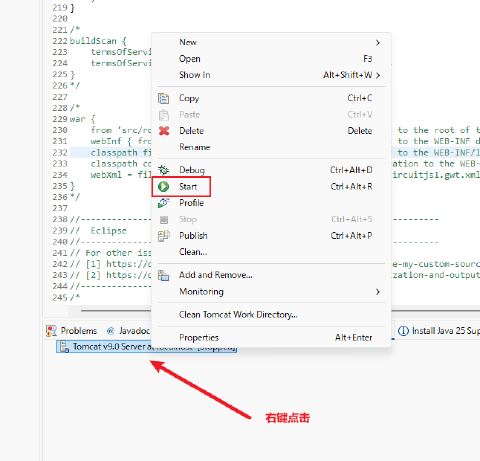 219 }
220
221 /*
222 buildScan {
223 termsOfServi
224 termsOfServi
225 }
226 */
227
228 /*
229 war {
230 from 'src/ro to the root of t
231 webInf { fro to the WEB-INF d
232 classpath fi to the WEB-INF/l
233 classpath co ation to the WEB-
234 webXml = fil ircuitjs1.gwt.xml
235 }
236 */
237
238 //
239 // Eclipse
240 //
241 // For other iss
242 // [1] https://d e-my-custom-sourc
243 // [2] https://d zation-and-output
244 //
245 /*
New
Open F3
Show In Alt+Shift+W
Copy Ctrl+C
Paste Ctrl+V
Delete Delete
Rename
Debug Ctrl+Alt+D
Start Ctrl+Alt+R
Profile
Stop Ctrl+Alt+S
Publish Ctrl+Alt+P
Clean...
Add and Remove...
Monitoring
Clean Tomcat Work Directory...
Properties Alt+Enter
Problems Javadoc Install Java 25 Sup
Tomcat v9.0 Server at localhost [Stopped]
右键点击